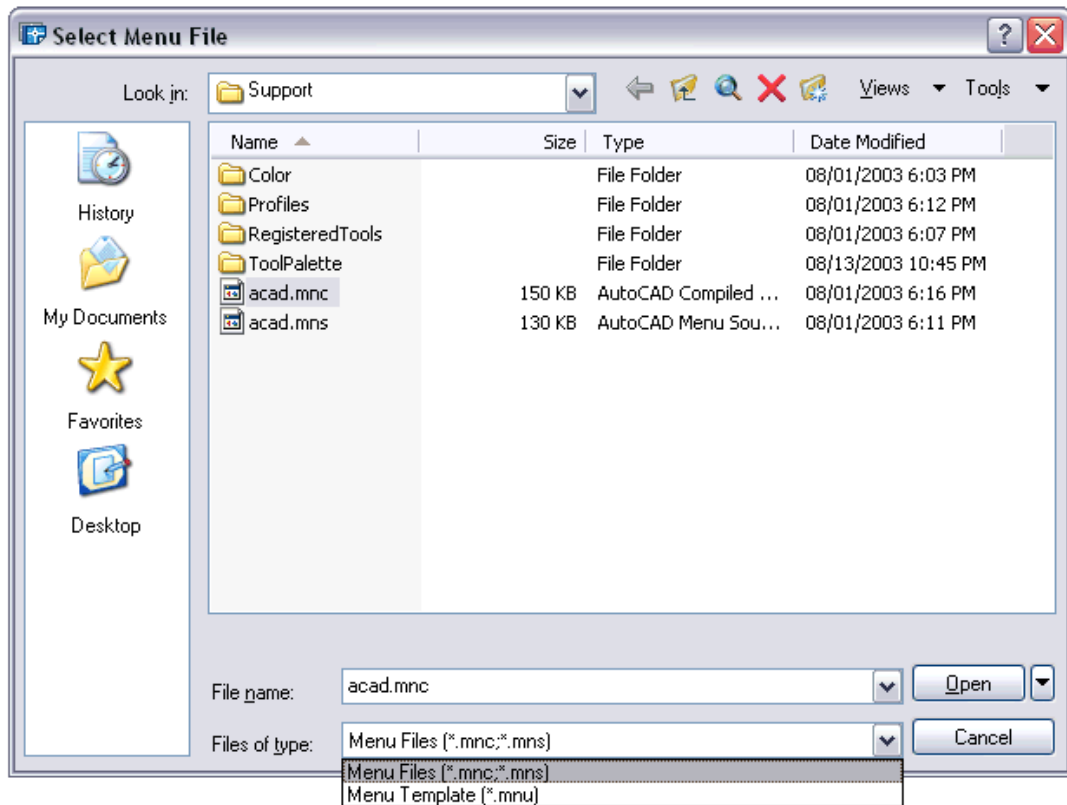 Select Menu File
Look in: Support Views Tools
Name Size Type Date Modified
Color File Folder 08/01/2003 6:03 PM
Profiles File Folder 08/01/2003 6:12 PM
RegisteredTools File Folder 08/01/2003 6:07 PM
ToolPalette File Folder 08/13/2003 10:45 PM
acad.mnc 150 KB AutoCAD Compiled ... 08/01/2003 6:16 PM
acad.mns 130 KB AutoCAD Menu Sou... 08/01/2003 6:11 PM
History
My Documents
Favorites
Desktop
File name: acad.mnc Open
Files of type: Menu Files (*.mnc;*.mns) Cancel
Menu Files (*.mnc;*.mns)
Menu Template (*.mnu)